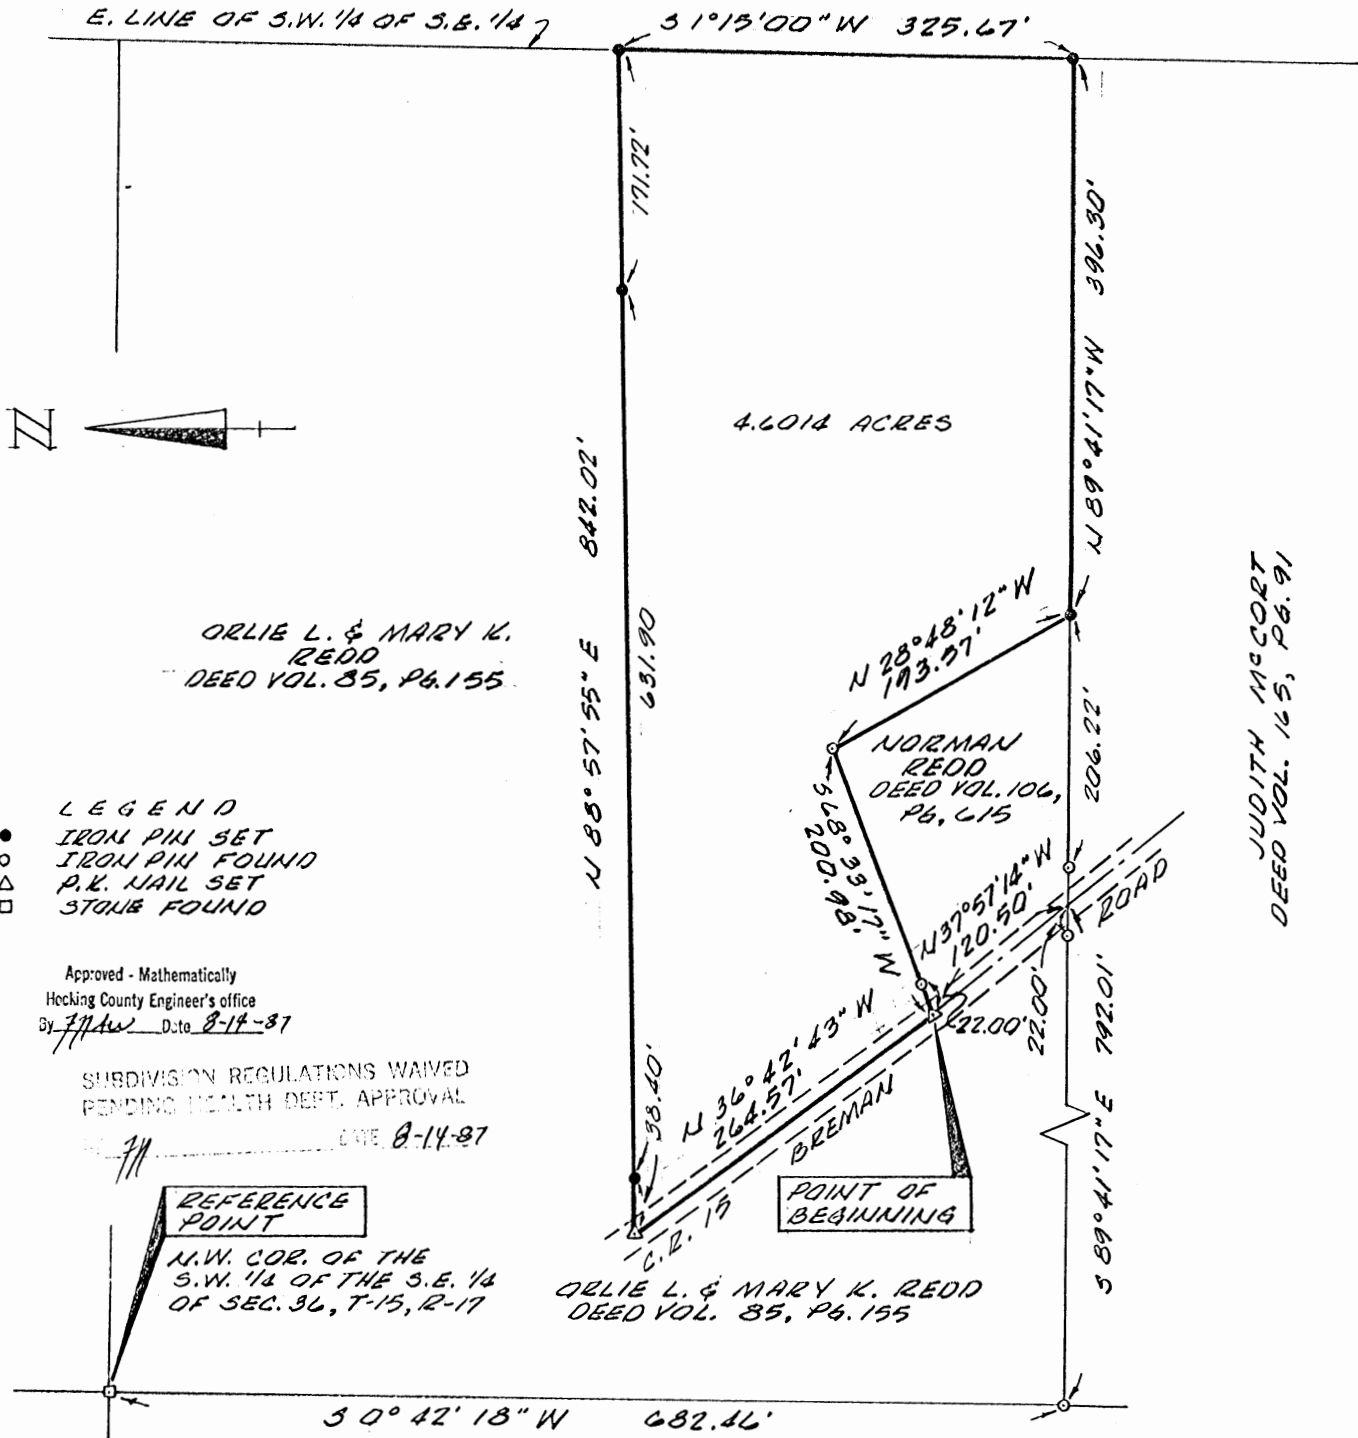 E. LINE OF S.W. 1/4 OF S.E. 1/4
S 1°15'00" W 325.67'
171.72'
N 89°41'17" W 396.30'
N
4.6014 ACRES
N 88°57'55" E 842.02'
631.90
ORLIE L. & MARY K.
REDD
DEED VOL. 85, PG. 155
N 28°48'12" W
193.57'
JUDITH McCORT
DEED VOL. 165, PG. 91
NORMAN
REDD
DEED VOL. 106,
PG. 615
206.22'
S 68°33'17" W
200.98'
LEGEND
IRON PIN SET
IRON PIN FOUND
P.K. NAIL SET
STONE FOUND
N 37°57'14" W
120.50'
ROAD
22.00'
22.00'
Approved - Mathematically
Hocking County Engineer's office
By Date 8-14-87
SUBDIVISION REGULATIONS WAIVED
PENDING HEALTH DEPT. APPROVAL
DATE 8-14-87
38.40'
N 36°42'43" W
264.57'
BREMAN
C.R. 15
S 89°41'17" E 792.01'
POINT OF
BEGINNING
REFERENCE
POINT
N.W. COR. OF THE
S.W. 1/4 OF THE S.E. 1/4
OF SEC. 36, T-15, R-17
ORLIE L. & MARY K. REDD
DEED VOL. 85, PG. 155
S 0°42'18" W 682.46'